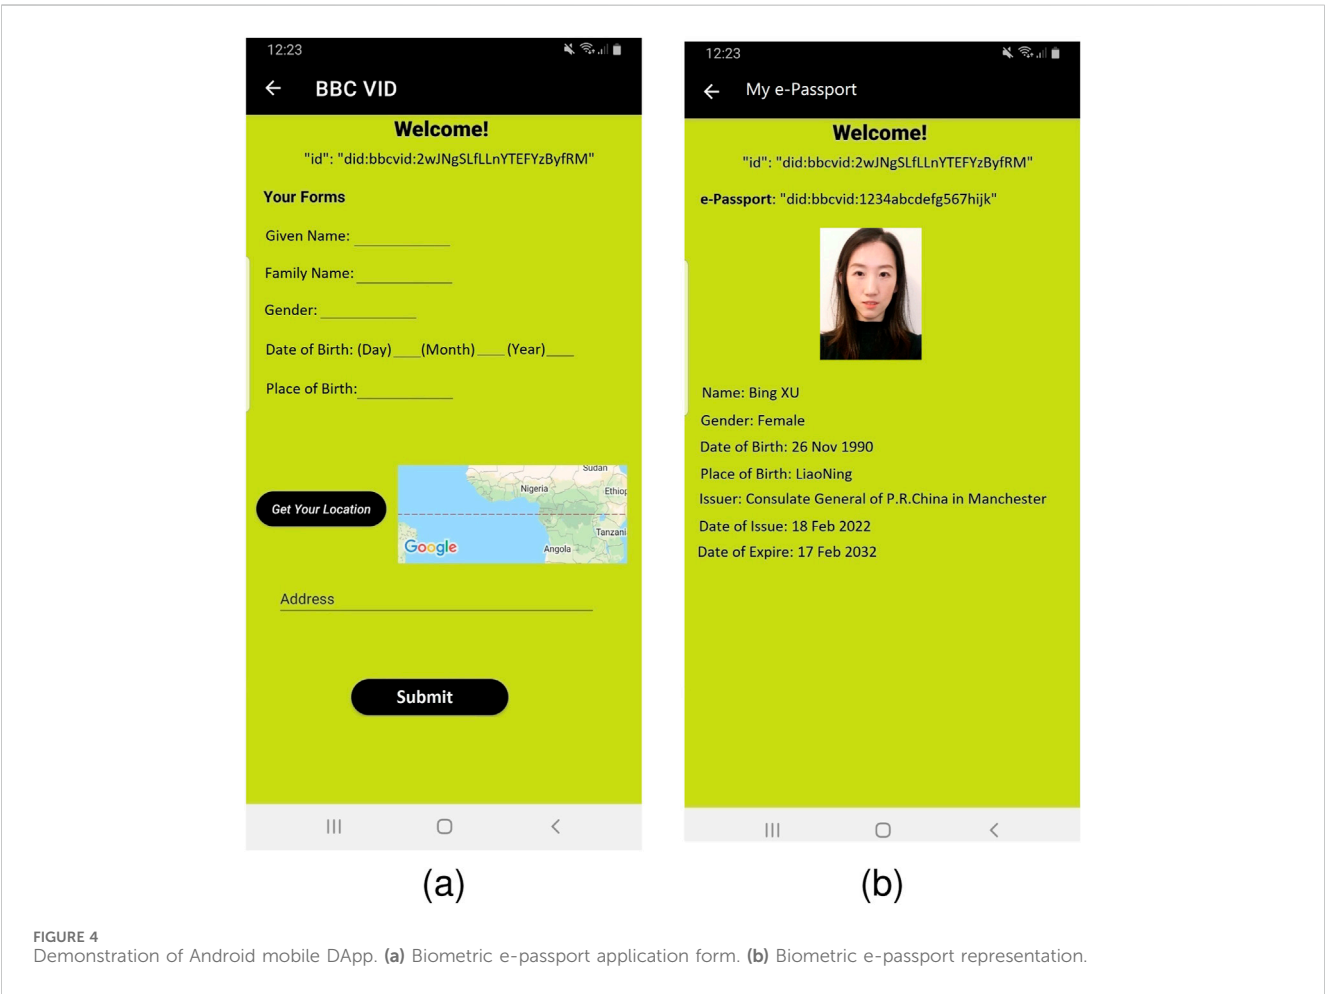 12:23
BBC VID
Welcome!
"id": "did:bbcvid:2wJNgSLfLLnYTEFYzByfRM"
Your Forms
Given Name:
Family Name:
Gender:
Date of Birth: (Day) (Month) (Year)
Place of Birth:
Get Your Location
Sudan
Nigeria
Ethiop
Tanzani
Angola
Google
Address
Submit
(a)
12:23
My e-Passport
Welcome!
"id": "did:bbcvid:2wJNgSLfLLnYTEFYzByfRM"
e-Passport: "did:bbcvid:1234abcdefg567hijk"
Name: Bing XU
Gender: Female
Date of Birth: 26 Nov 1990
Place of Birth: LiaoNing
Issuer: Consulate General of P.R.China in Manchester
Date of Issue: 18 Feb 2022
Date of Expire: 17 Feb 2032
(b)
FIGURE 4
Demonstration of Android mobile DApp. (a) Biometric e-passport application form. (b) Biometric e-passport representation.